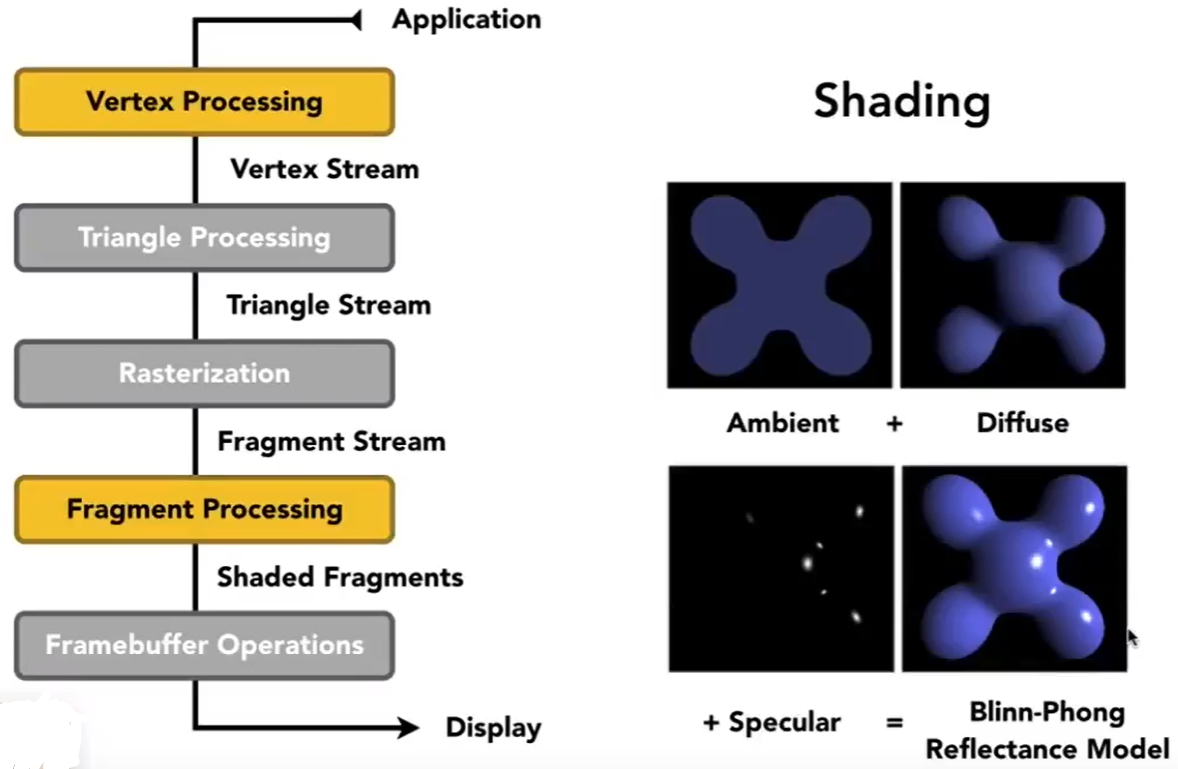 Application
Vertex Processing
Vertex Stream
Triangle Processing
Triangle Stream
Rasterization
Fragment Stream
Fragment Processing
Shaded Fragments
Framebuffer Operations
Display
Shading
Ambient + Diffuse
+ Specular = Blinn-Phong
Reflectance Model